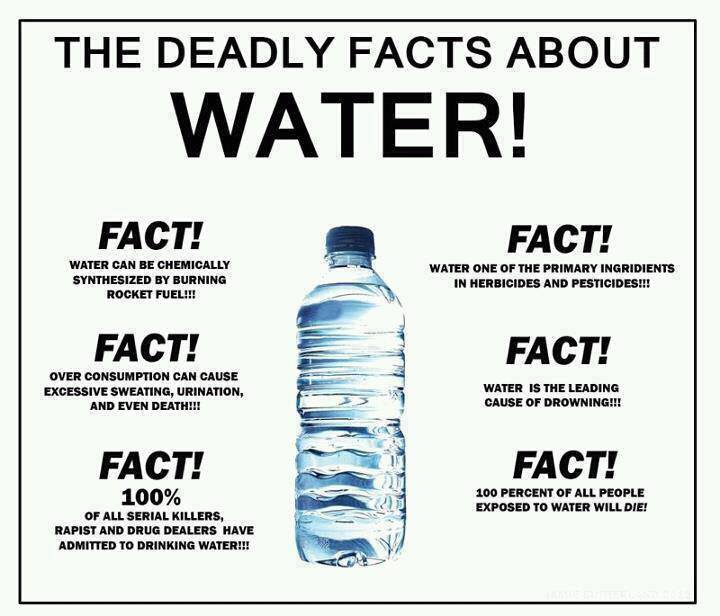 THE DEADLY FACTS ABOUT
WATER!
FACT!
WATER CAN BE CHEMICALLY
SYNTHESIZED BY BURNING
ROCKET FUEL!!!
FACT!
OVER CONSUMPTION CAN CAUSE
EXCESSIVE SWEATING, URINATION,
AND EVEN DEATH!!!
FACT!
100%
OF ALL SERIAL KILLERS,
RAPIST AND DRUG DEALERS HAVE
ADMITTED TO DRINKING WATER!!!
FACT!
WATER ONE OF THE PRIMARY INGRIDIENTS
IN HERBICIDES AND PESTICIDES!!!
FACT!
WATER IS THE LEADING
CAUSE OF DROWNING!!!
FACT!
100 PERCENT OF ALL PEOPLE
EXPOSED TO WATER WILL DIE!